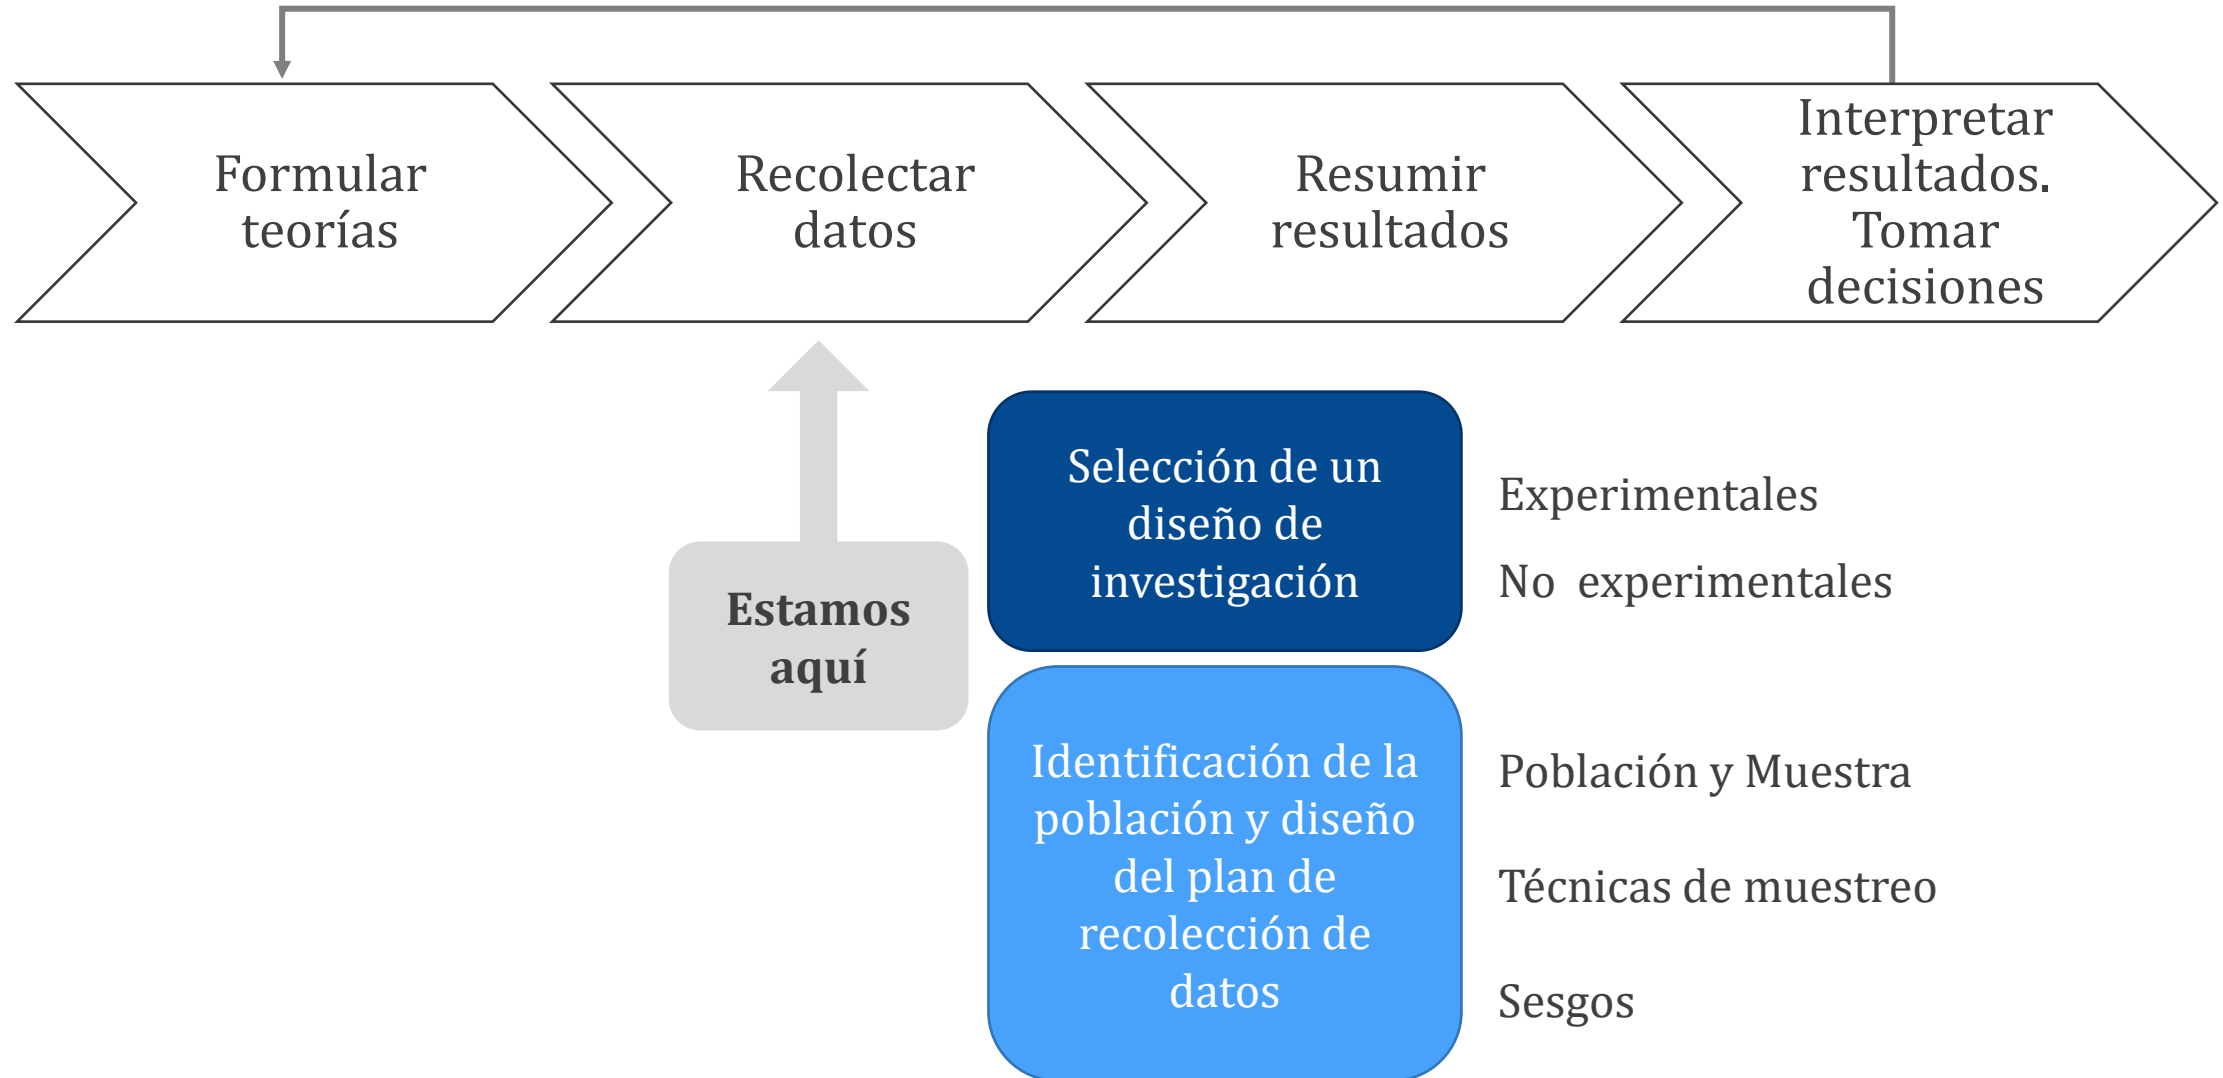 Formular
teorías
Recolectar
datos
Resumir
resultados
Interpretar
resultados.
Tomar
decisiones
Estamos
aquí
Selección de un
diseño de
investigación
Experimentales
No  experimentales
Identificación de la
población y diseño
del plan de
recolección de
datos
Población y Muestra
Técnicas de muestreo
Sesgos